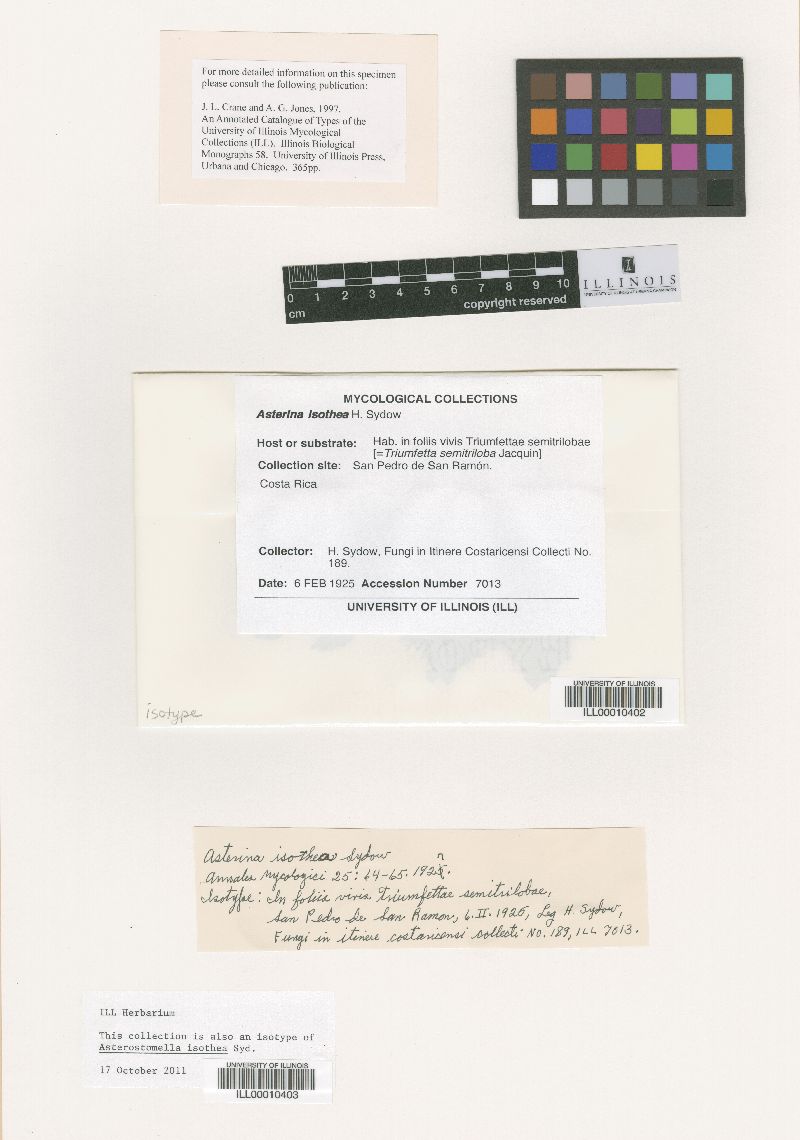 For more detailed information on this specimen
please consult the following publication:
J. L. Crane and A. G. Jones, 1997.
An Annotated Catalogue of Types of the
University of Illinois Mycological
Collections (ILL). Illinois Biological
Monographs 58. University of Illinois Press,
Urbana and Chicago. 365pp.
0 1 2 3 4 5 6 7 8 9 10
cm
copyright reserved
ILLINOIS
MYCOLOGICAL COLLECTIONS
Asterina isothea H. Sydow
Host or substrate: Hab. in foliis vivis Triumfettae semitrilobae
[=Triumfetta semitriloba Jacquin]
Collection site: San Pedro de San Ramón.
Costa Rica
Collector: H. Sydow, Fungi in Itinere Costaricensi Collecti No.
189.
Date: 6 FEB 1925 Accession Number 7013
UNIVERSITY OF ILLINOIS (ILL)
isotype
UNIVERSITY OF ILLINOIS
ILL00010402
Asterina isothea Sydow
Annales Mycologici 25: 64-65. 1927.
Isotype: In foliis vivis Triumfettae semitrilobae,
San Pedro de San Ramon, 6.II.1925, Leg H. Sydow,
Fungi in itinere costaricensi collecti No. 189, ILL 7013.
ILL Herbarium
This collection is also an isotype of
Asterostomella isothea Syd.
17 October 2011
UNIVERSITY OF ILLINOIS
ILL00010403